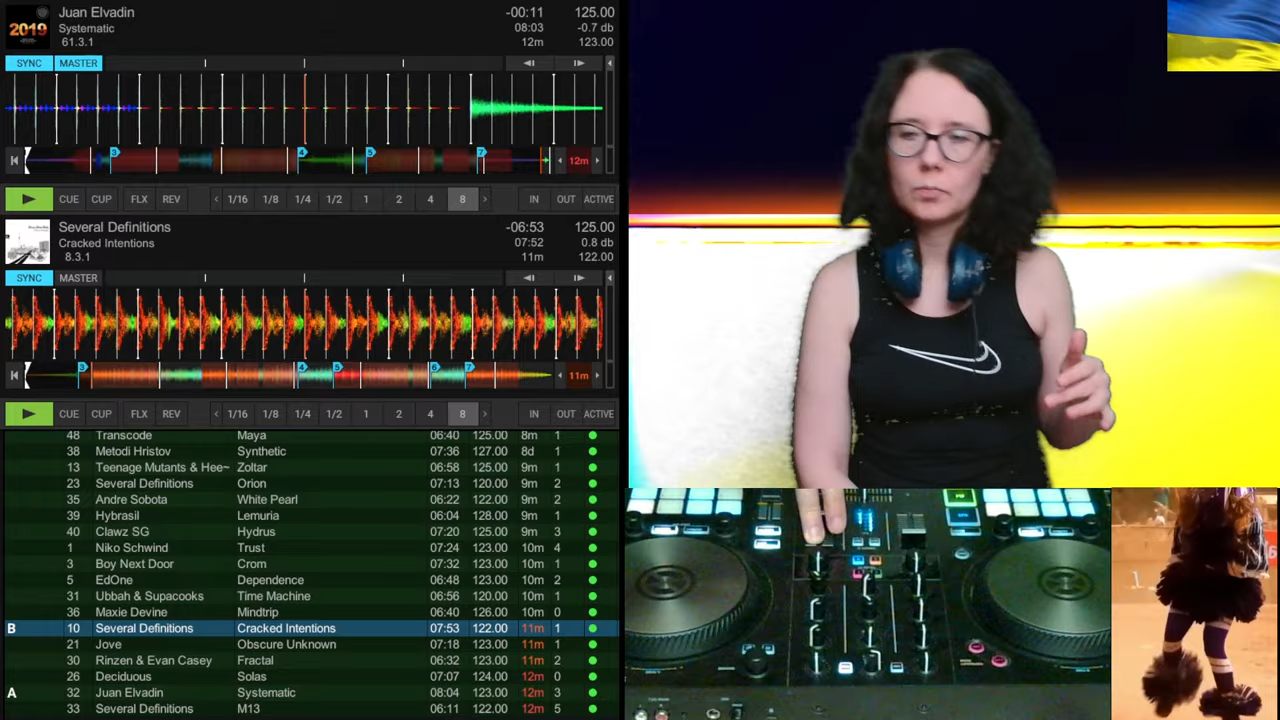 2019
Juan Elvadin -00:11 125.00
Systematic 08:03 -0.7 db
61.3.1 12m 123.00
SYNC MASTER
3 4 5 7 12m
CUE CUP FLX REV 1/16 1/8 1/4 1/2 1 2 4 8 IN OUT ACTIVE
Several Definitions -06:53 125.00
Cracked Intentions 07:52 0.8 db
8.3.1 11m 122.00
SYNC MASTER
3 4 5 6 7 11m
CUE CUP FLX REV 1/16 1/8 1/4 1/2 1 2 4 8 IN OUT ACTIVE
48 Transcode Maya 06:40 125.00 8m 1
38 Metodi Hristov Synthetic 07:36 127.00 8d 1
13 Teenage Mutants & Hee~ Zoltar 06:58 125.00 9m 1
23 Several Definitions Orion 07:13 120.00 9m 2
35 Andre Sobota White Pearl 06:22 122.00 9m 2
39 Hybrasil Lemuria 06:04 128.00 9m 1
40 Clawz SG Hydrus 07:20 125.00 9m 3
1 Niko Schwind Trust 07:24 123.00 10m 4
3 Boy Next Door Crom 07:32 123.00 10m 1
5 EdOne Dependence 06:48 123.00 10m 2
31 Ubbah & Supacooks Time Machine 06:56 120.00 10m 1
36 Maxie Devine Mindtrip 06:40 126.00 10m 0
B 10 Several Definitions Cracked Intentions 07:53 122.00 11m 1
21 Jove Obscure Unknown 07:18 123.00 11m 1
30 Rinzen & Evan Casey Fractal 06:32 123.00 11m 2
26 Deciduous Solas 07:07 124.00 12m 0
A 32 Juan Elvadin Systematic 08:04 123.00 12m 3
33 Several Definitions M13 06:11 122.00 12m 5